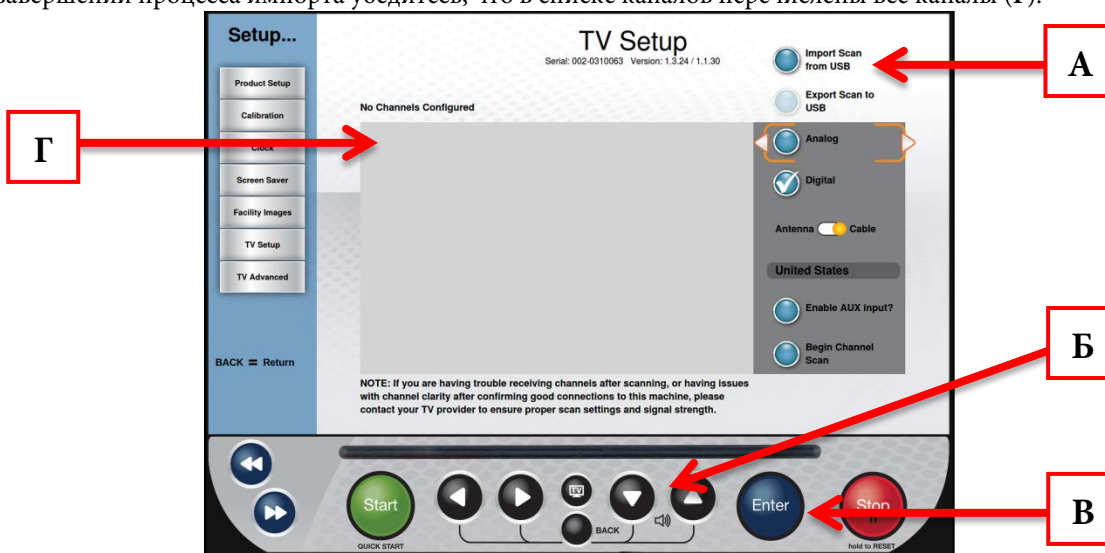 завершении процесса импорта убедитесь, что в списке каналов перечислены все каналы (Г).
Setup...
TV Setup
Serial: 002-0310063 Version: 1.3.24 / 1.1.30
Import Scan
from USB
А
Product Setup
Export Scan to
USB
No Channels Configured
Calibration
Г
Clock
Analog
Screen Saver
Digital
Facility Images
Antenna Cable
TV Setup
TV Advanced
United States
Enable AUX input?
Begin Channel
Scan
Б
BACK = Return
NOTE: If you are having trouble receiving channels after scanning, or having issues
with channel clarity after confirming good connections to this machine, please
contact your TV provider to ensure proper scan settings and signal strength.
Start
TV
Enter
Stop
В
BACK
QUICK START
hold to RESET